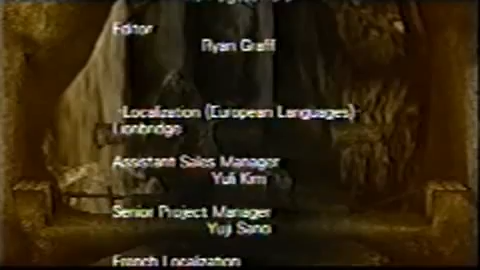 Editor
Ryan Graff
-Localization (European Languages)-
Lionbridge
Assistant Sales Manager
Yuli Kim
Senior Project Manager
Yuji Sano
French Localization